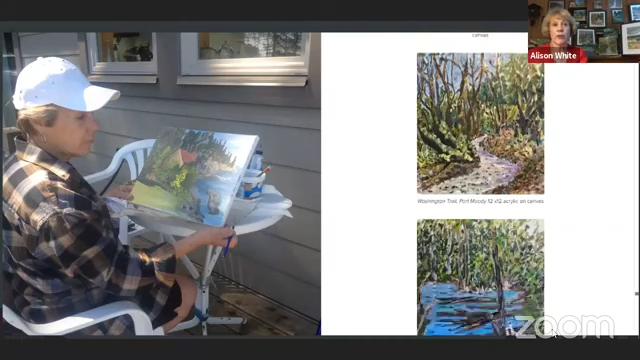 canvas
Alison White
Washington Trail, Port Moody 12 x12 acrylic on canvas
zoom